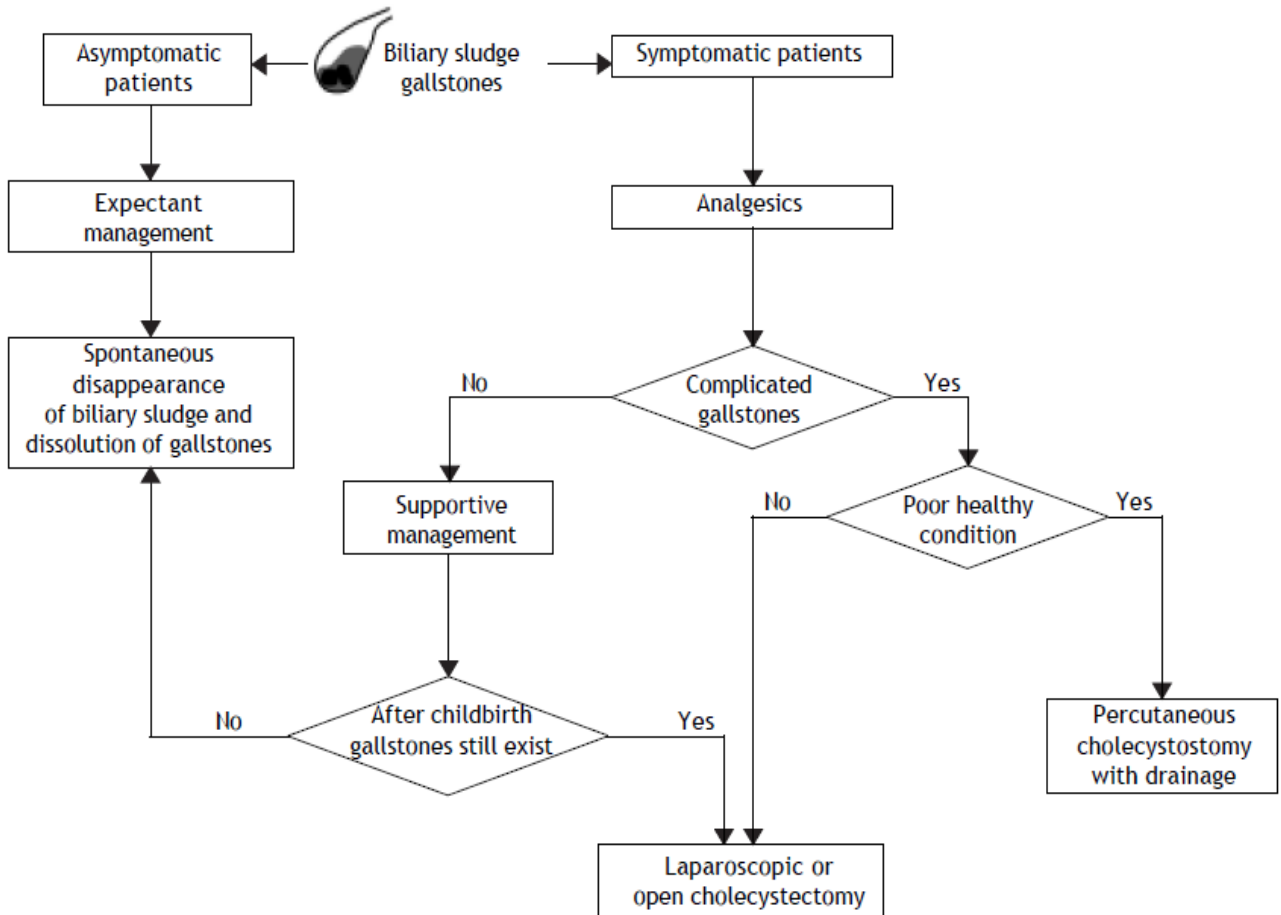 Asymptomatic
patients
Biliary sludge
gallstones
Symptomatic patients
Expectant
management
Analgesics
Spontaneous
disappearance
of biliary sludge and
dissolution of gallstones
No
Complicated
gallstones
Yes
Supportive
management
No
Poor healthy
condition
Yes
No
After childbirth
gallstones still exist
Yes
Percutaneous
cholecystostomy
with drainage
Laparoscopic or
open cholecystectomy